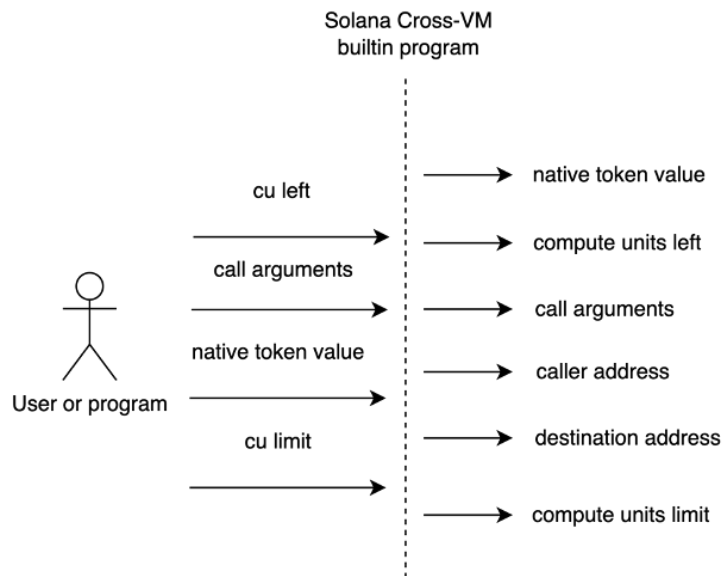 Solana Cross-VM
builtin program
cu left
call arguments
native token value
cu limit
User or program
native token value
compute units left
call arguments
caller address
destination address
compute units limit